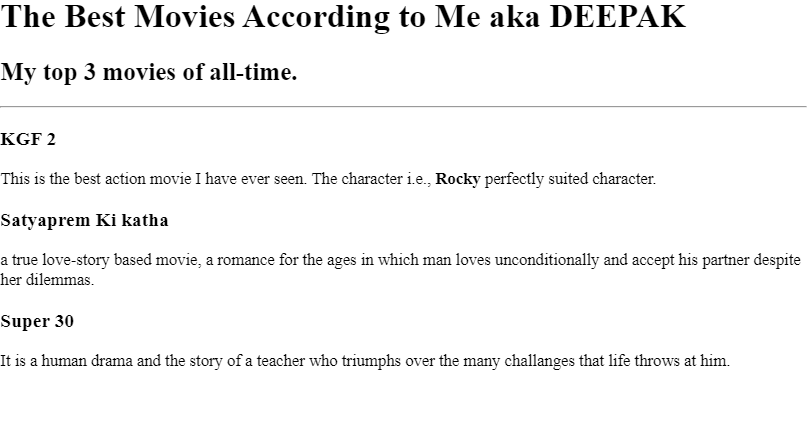 The Best Movies According to Me aka DEEPAK
My top 3 movies of all-time.
KGF 2
This is the best action movie I have ever seen. The character i.e., Rocky perfectly suited character.
Satyaprem Ki katha
a true love-story based movie, a romance for the ages in which man loves unconditionally and accept his partner despite
her dilemmas.
Super 30
It is a human drama and the story of a teacher who triumphs over the many challanges that life throws at him.